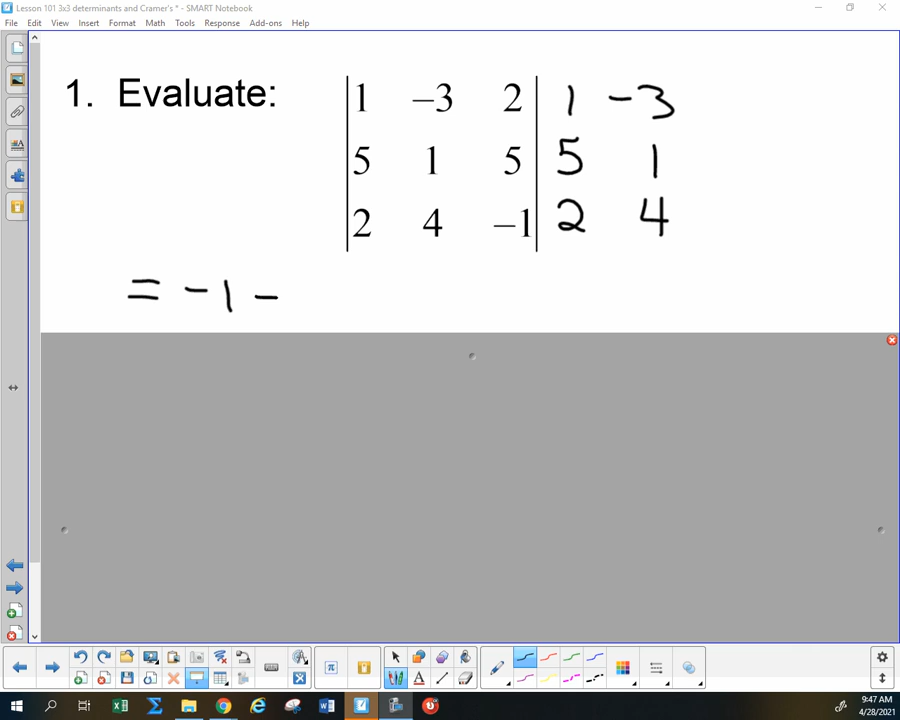 Lesson 101 3x3 determinants and Cramer's * - SMART Notebook
File Edit View Insert Format Math Tools Response Add-ons Help
1. Evaluate:
1 −3 2 1 −3
5 1 5 5 1
2 4 −1 2 4
= −1 −
9:47 AM
4/28/2021